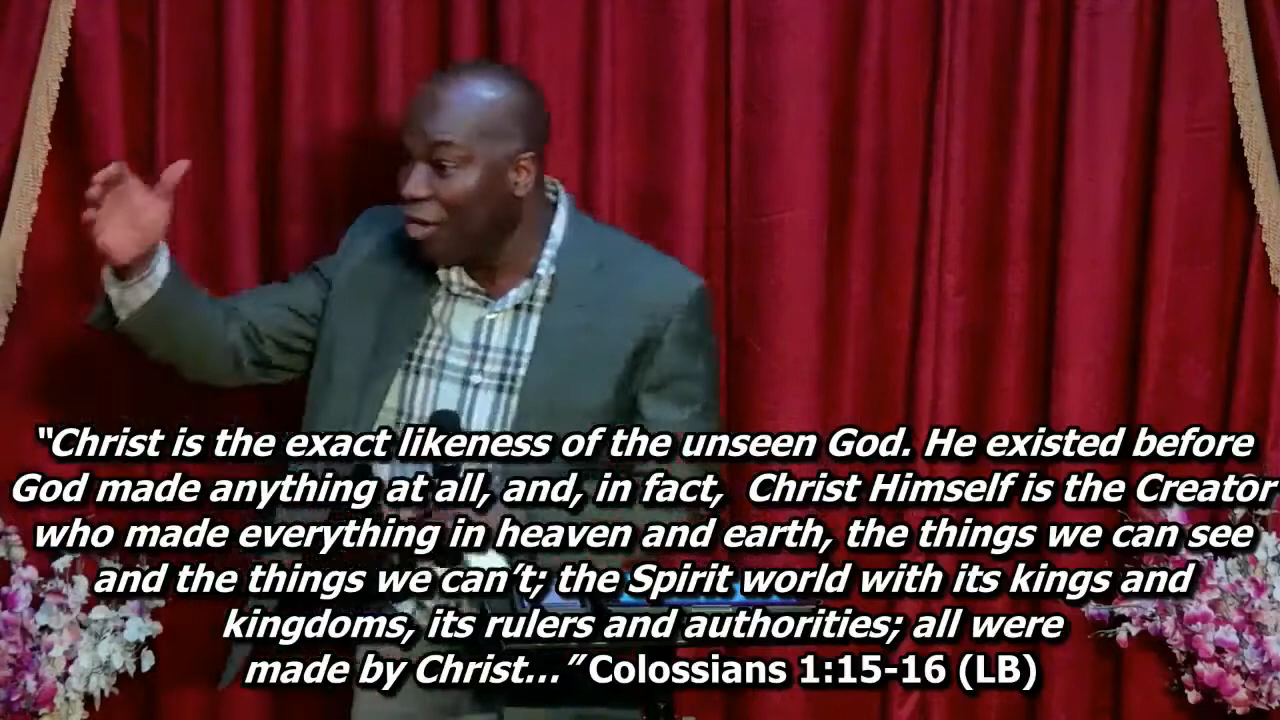 “Christ is the exact likeness of the unseen God. He existed before
God made anything at all, and, in fact, Christ Himself is the Creator
who made everything in heaven and earth, the things we can see
and the things we can’t; the Spirit world with its kings and
kingdoms, its rulers and authorities; all were
made by Christ...” Colossians 1:15-16 (LB)